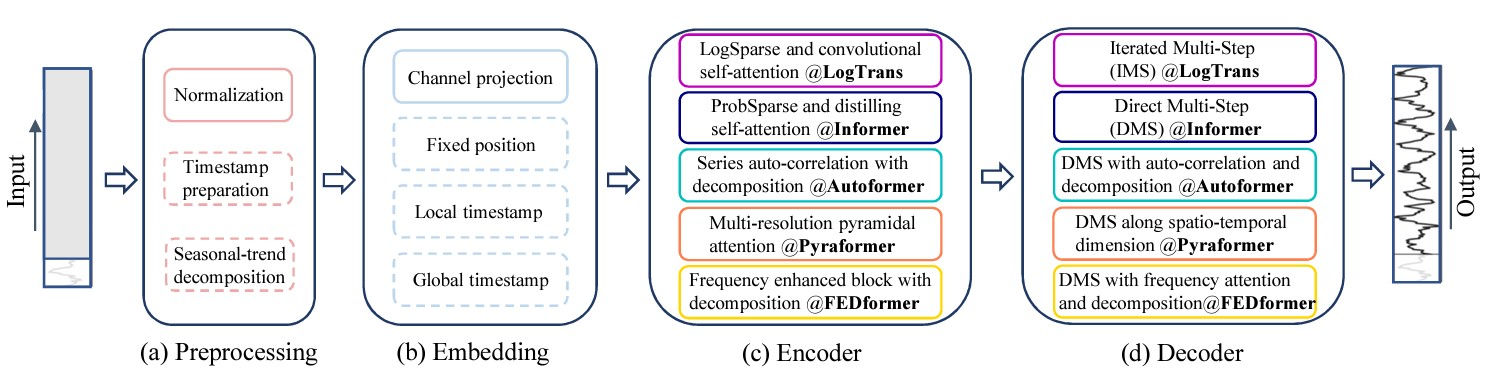 Input
Normalization
Timestamp
preparation
Seasonal-trend
decomposition
(a) Preprocessing
Channel projection
Fixed position
Local timestamp
Global timestamp
(b) Embedding
LogSparse and convolutional
self-attention @LogTrans
ProbSparse and distilling
self-attention @Informer
Series auto-correlation with
decomposition @Autoformer
Multi-resolution pyramidal
attention @Pyraformer
Frequency enhanced block with
decomposition @FEDformer
(c) Encoder
Iterated Multi-Step
(IMS) @LogTrans
Direct Multi-Step
(DMS) @Informer
DMS with auto-correlation and
decomposition @Autoformer
DMS along spatio-temporal
dimension @Pyraformer
DMS with frequency attention
and decomposition@FEDformer
(d) Decoder
Output